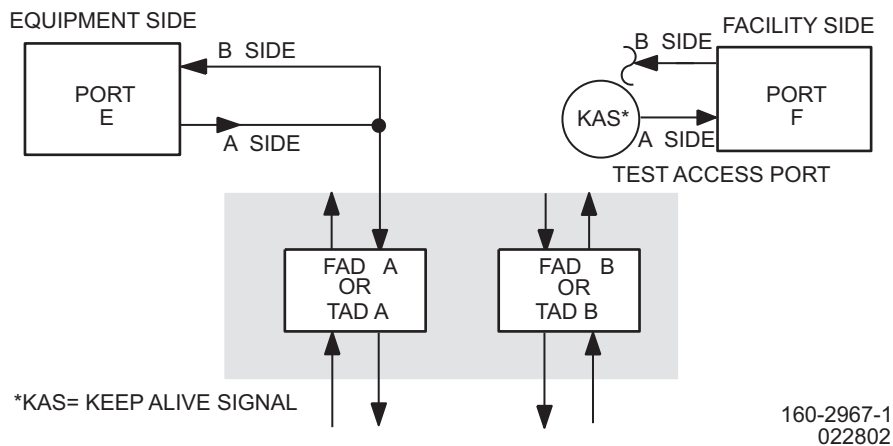 EQUIPMENT SIDE
FACILITY SIDE
B SIDE
PORT
E
A SIDE
B SIDE
KAS*
A SIDE
PORT
F
TEST ACCESS PORT
FAD A
OR
TAD A
FAD B
OR
TAD B
*KAS= KEEP ALIVE SIGNAL
160-2967-1
022802